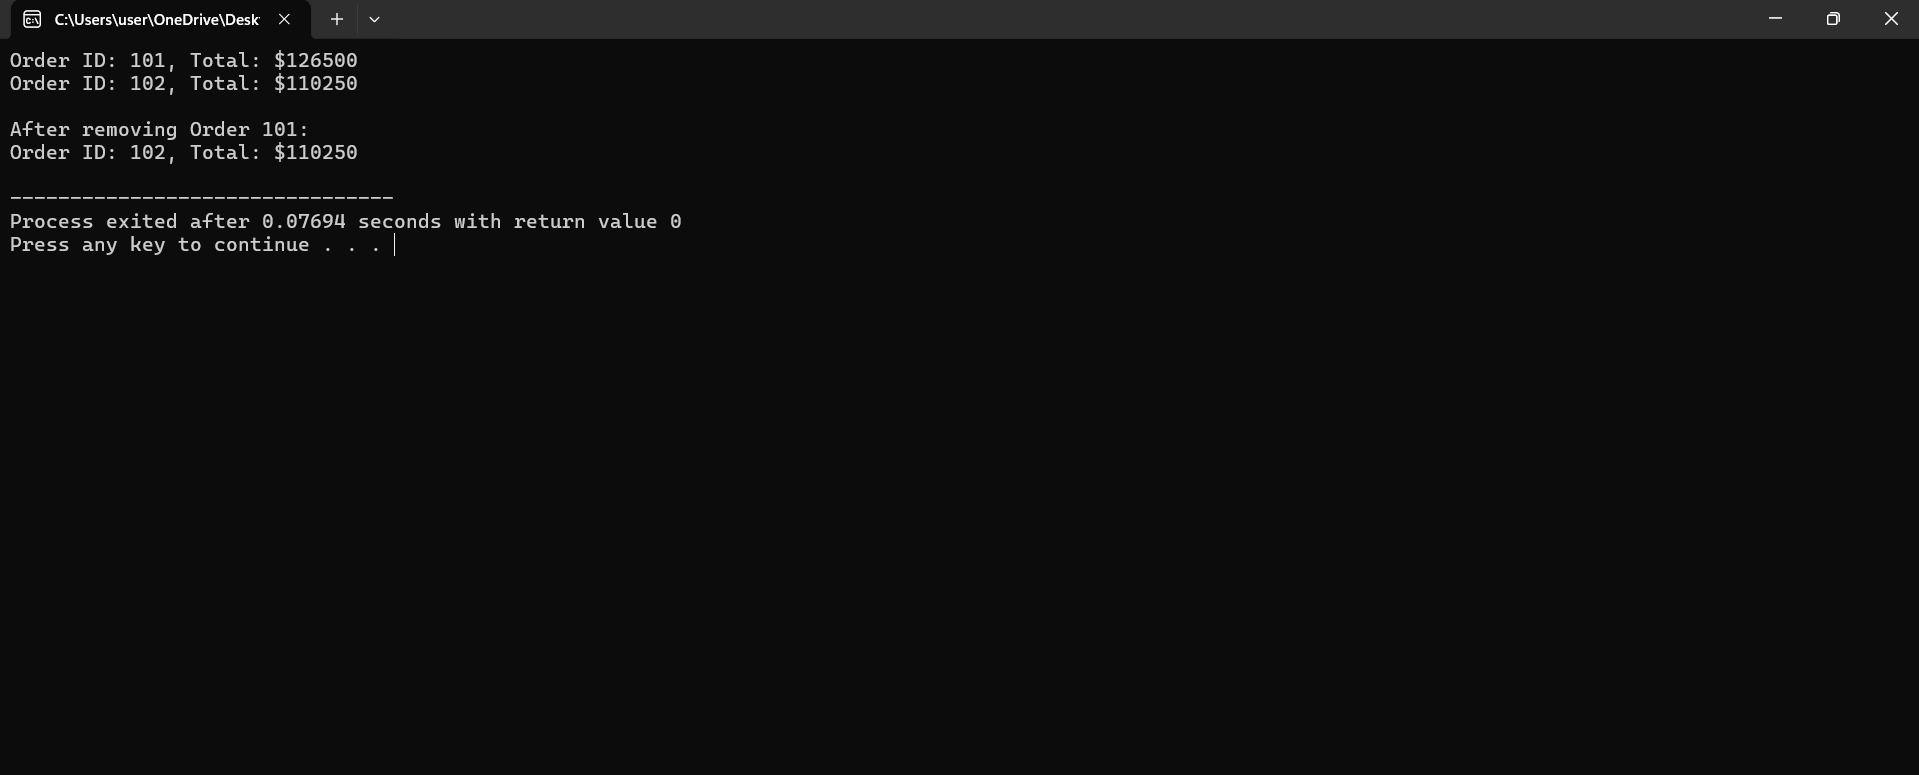 C:\Users\user\OneDrive\Desk
Order ID: 101, Total: $126500
Order ID: 102, Total: $110250
After removing Order 101:
Order ID: 102, Total: $110250
--------------------------------
Process exited after 0.07694 seconds with return value 0
Press any key to continue . . .